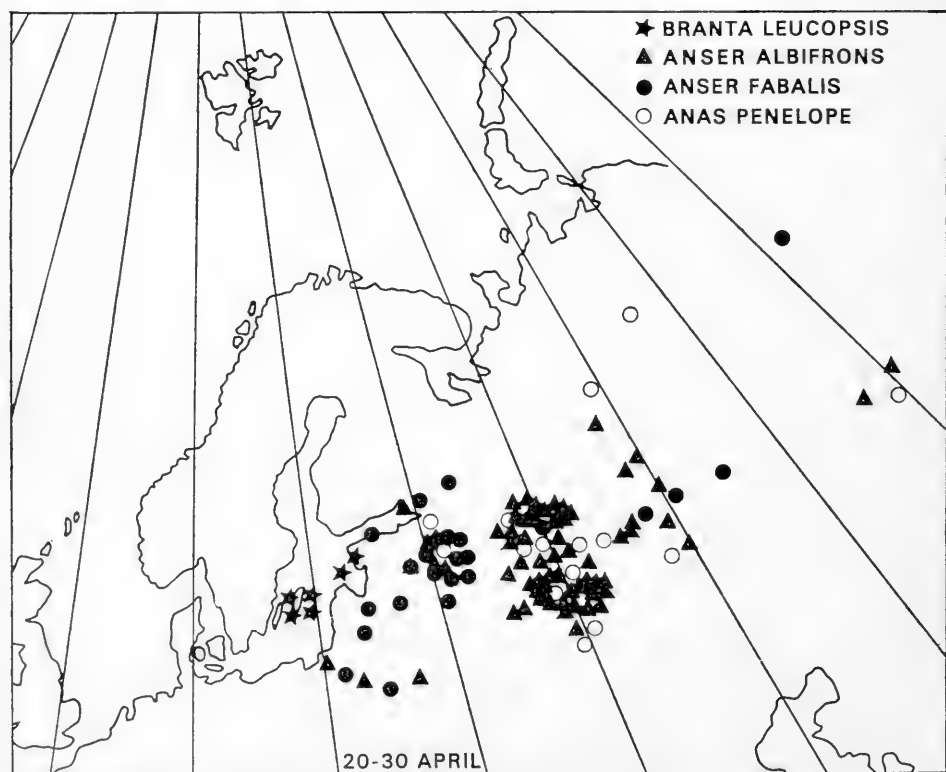 BRANTA LEUCOPSIS
ANSER ALBIFRONS
ANSER FABALIS
ANAS PENELOPE
20-30 APRIL